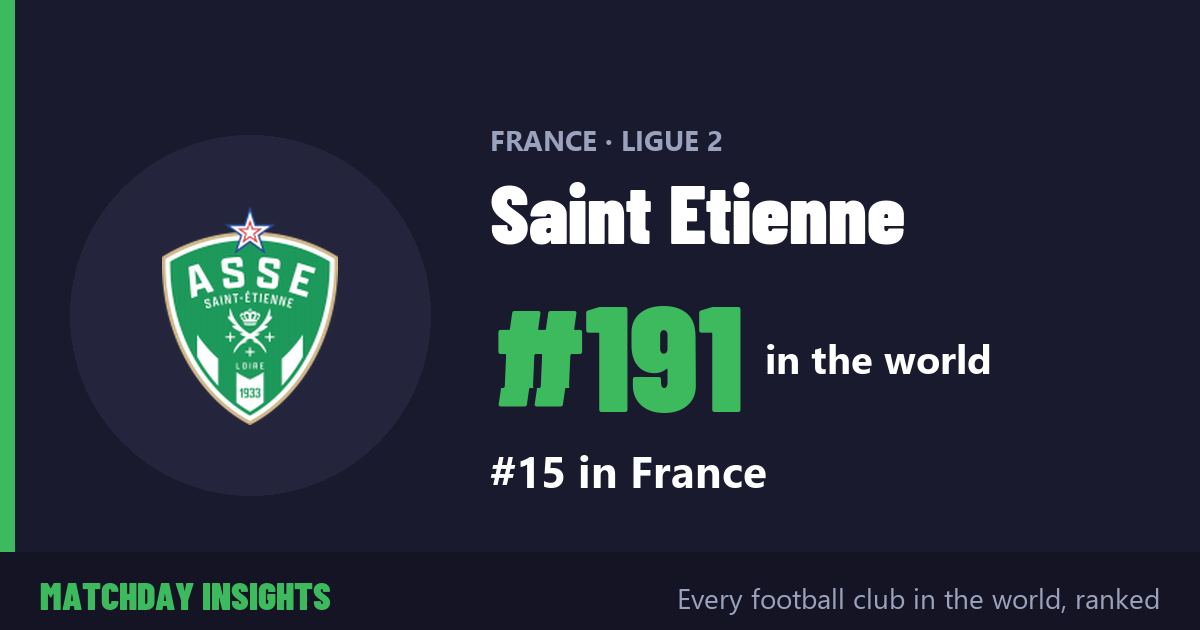 FRANCE · LIGUE 2
Saint Etienne
ASSE
SAINT-ÉTIENNE
LOIRE
1933
#191 in the world
#15 in France
MATCHDAY INSIGHTS
Every football club in the world, ranked